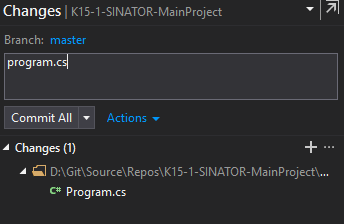 Changes | K15-1-SINATOR-MainProject
Branch: master
program.cs
Commit All Actions
Changes (1)
D:\Git\Source\Repos\K15-1-SINATOR-MainProject\...
C# Program.cs